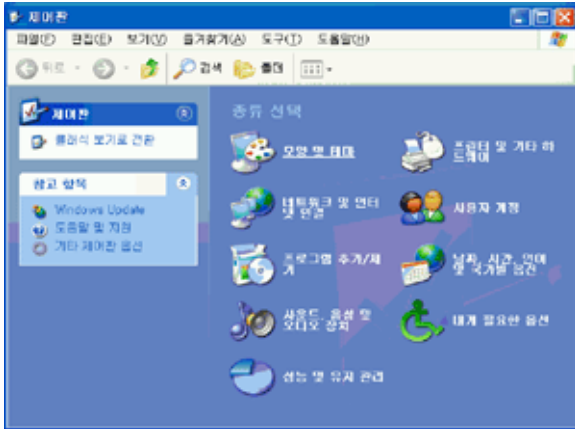 제어판
파일(F) 편집(E) 보기(V) 즐겨찾기(A) 도구(T) 도움말(H)
뒤로 검색 폴더
제어판
클래식 보기로 전환
참고 항목
Windows Update
도움말 및 지원
기타 제어판 옵션
종류 선택
모양 및 테마
프린터 및 기타 하
드웨어
네트워크 및 인터
넷 연결
사용자 계정
프로그램 추가/제
거
날짜, 시간, 언어
및 국가별 옵션
사운드, 음성 및
오디오 장치
내게 필요한 옵션
성능 및 유지 관리